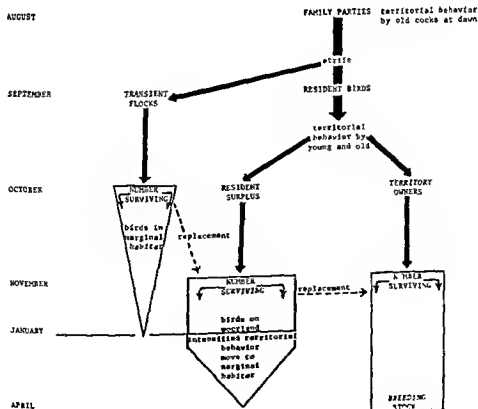 AUGUST
FAMILY PARTIES territorial behavior
by old cocks at dawn
strife
SEPTEMBER
TRANSIENT
FLOCKS
RESIDENT BIRDS
territorial
behavior by
young and old
OCTOBER
NUMBER
SURVIVING
RESIDENT
SURPLUS
TERRITORY
OWNERS
birds in
marginal
habitat
replacement
NOVEMBER
NUMBER
SURVIVING
replacement
NUMBER
SURVIVING
JANUARY
birds on
moorland
intensified territorial
behavior
move to
marginal
habitat
APRIL
BREEDING
STOCK